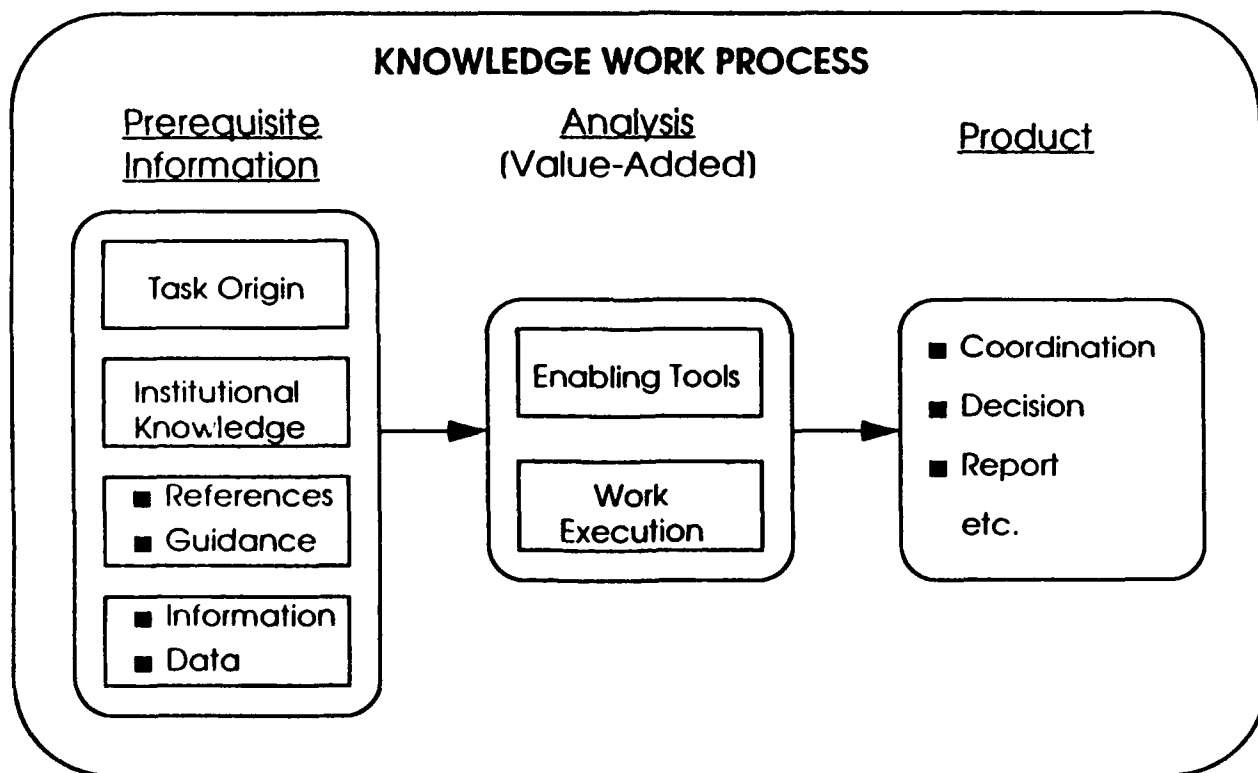 KNOWLEDGE WORK PROCESS
Prerequisite
Information
Task Origin
Institutional
Knowledge
■ References
■ Guidance
■ Information
■ Data
Analysis
(Value-Added)
Enabling Tools
Work
Execution
Product
■ Coordination
■ Decision
■ Report
etc.